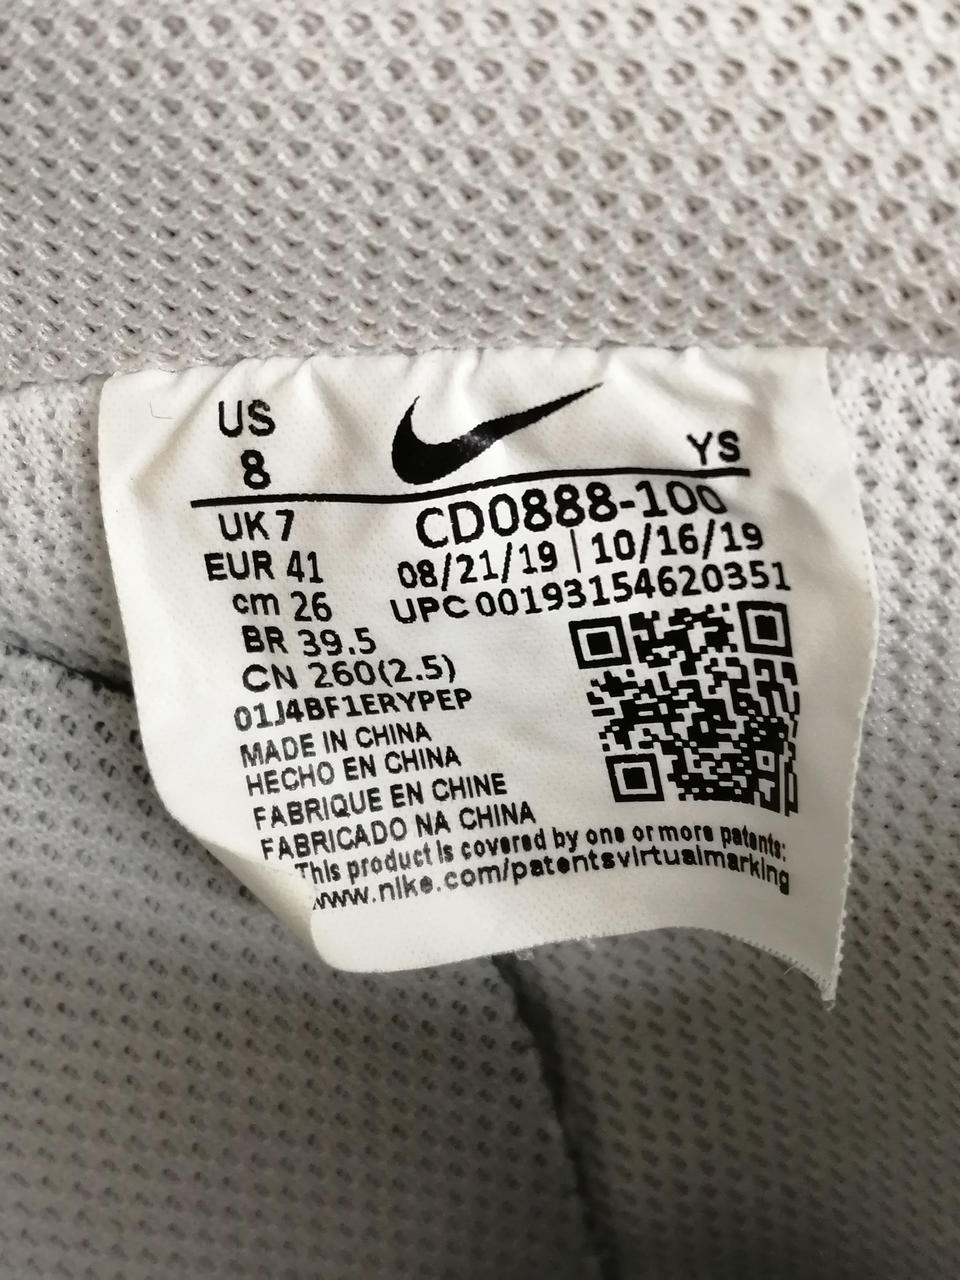 US
8
YS
UK 7
CD0888-100
EUR 41
08/21/19 | 10/16/19
cm 26
UPC 00193154620351
BR 39.5
CN 260(2.5)
01J4BF1ERYPEP
MADE IN CHINA
HECHO EN CHINA
FABRIQUE EN CHINE
FABRICADO NA CHINA
This product is covered by one or more patents:
www.nike.com/patentsvirtualmarking